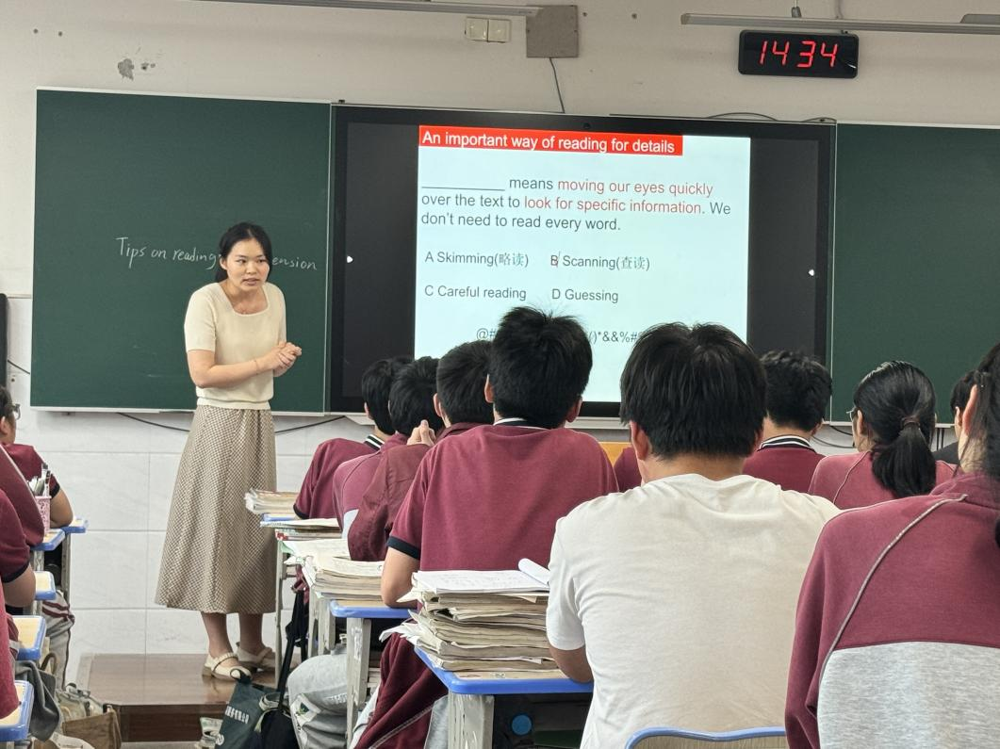 14 34
An important way of reading for details
__________ means moving our eyes quickly
over the text to look for specific information. We
don't need to read every word.
Tips on reading ension
A Skimming(略读) B Scanning(查读)
C Careful reading D Guessing
@# ()*&&%#